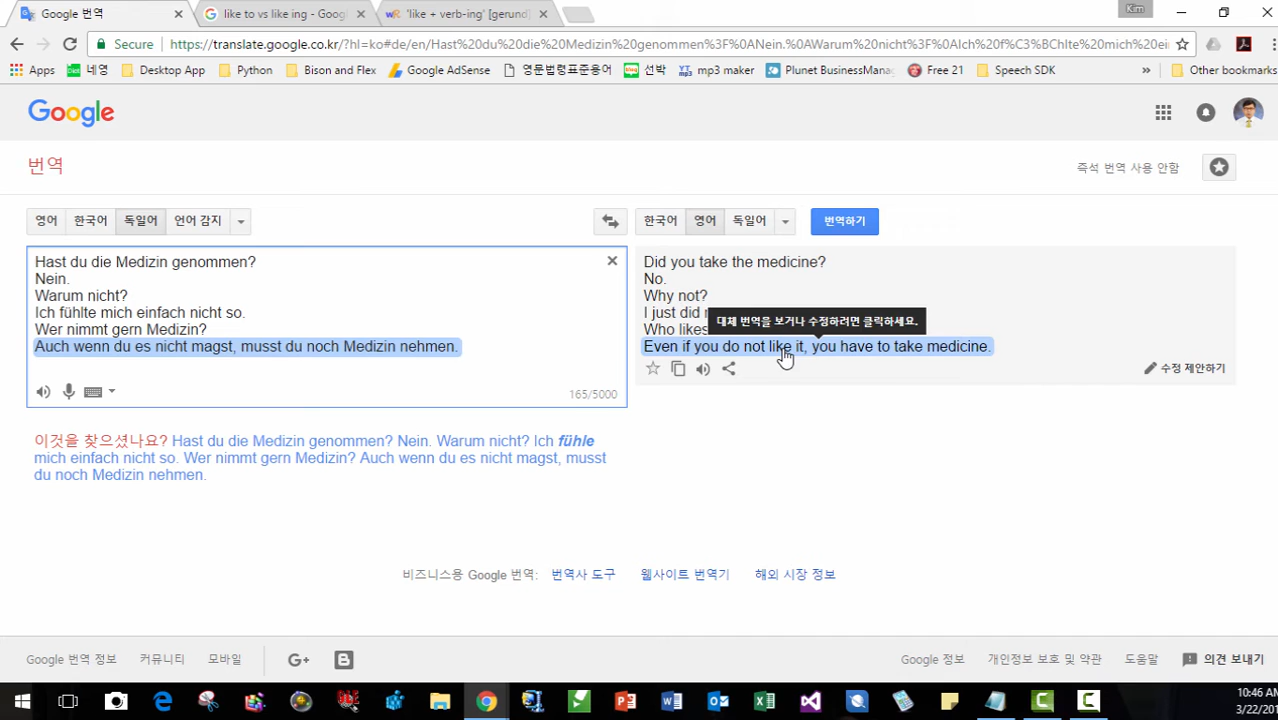 Google 번역
like to vs like ing - Goog
'like + verb-ing' [gerund]
Kim
Secure
https://translate.google.co.kr/?hl=ko#de/en/Hast%20du%20die%20Medizin%20genommen%3F%0ANein.%0AWarum%20nicht%3F%0AIch%20f%C3%BChlte%20mich%20ei
Apps
네영
Desktop App
Python
Bison and Flex
Google AdSense
영문법형표준용어
선박
mp3 maker
Plunet BusinessMana
Free 21
Speech SDK
»
Other bookmarks
Google
번역
즉석 번역 사용 안함
영어
한국어
독일어
언어 감지
한국어
영어
독일어
번역하기
Hast du die Medizin genommen?
Nein.
Warum nicht?
Ich fühlte mich einfach nicht so.
Wer nimmt gern Medizin?
Auch wenn du es nicht magst, musst du noch Medizin nehmen.
165/5000
Did you take the medicine?
No.
Why not?
I just did
Who likes
대체 번역을 보거나 수정하려면 클릭하세요.
Even if you do not like it, you have to take medicine.
수정 제안하기
이것을 찾으셨나요? Hast du die Medizin genommen? Nein. Warum nicht? Ich fühle
mich einfach nicht so. Wer nimmt gern Medizin? Auch wenn du es nicht magst, musst
du noch Medizin nehmen.
비즈니스용 Google 번역:
번역사 도구
웹사이트 번역기
해외 시장 정보
Google 번역 정보
커뮤니티
모바일
G+
Google 정보
개인정보 보호 및 약관
도움말
의견 보내기
10:46 AM
3/22/201